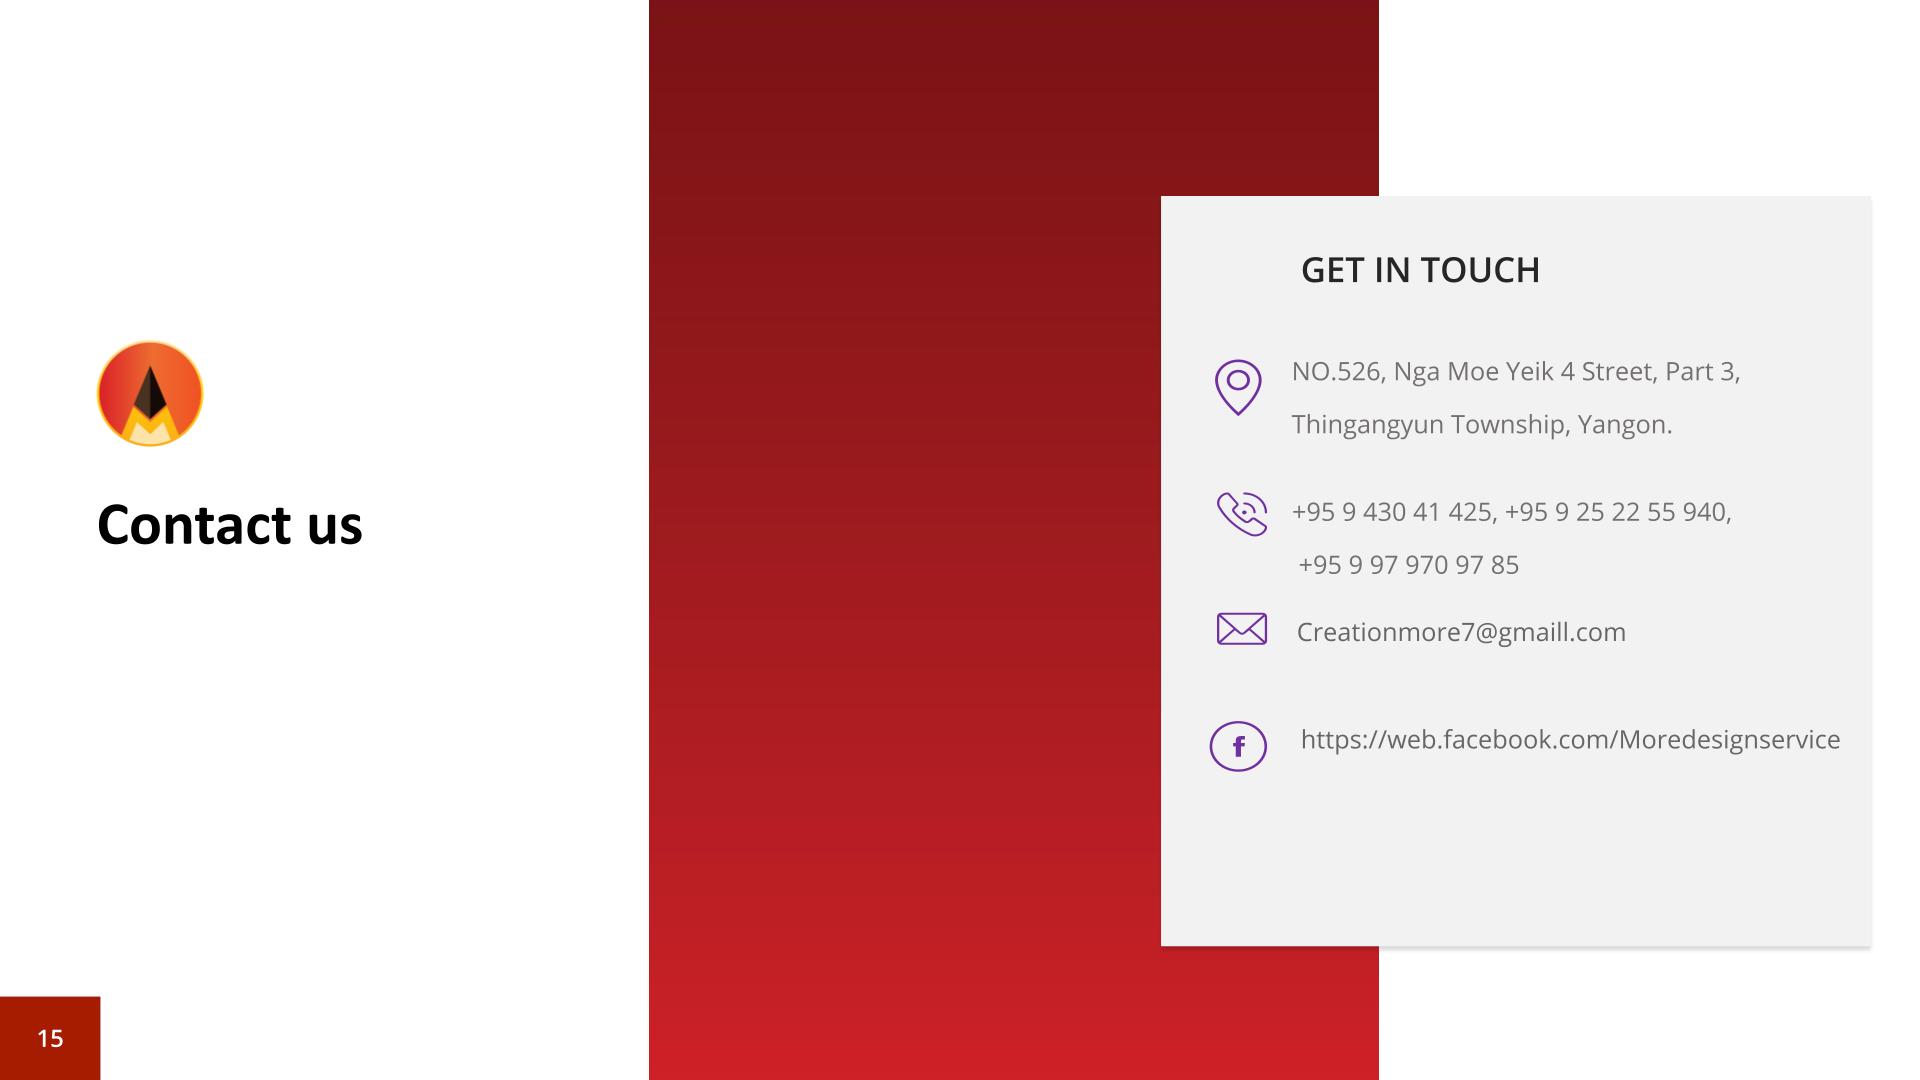 Contact us
GET IN TOUCH
NO.526, Nga Moe Yeik 4 Street, Part 3,
Thingangyun Township, Yangon.
+95 9 430 41 425, +95 9 25 22 55 940,
+95 9 97 970 97 85
Creationmore7@gmaill.com
f
https://web.facebook.com/Moredesignservice
15